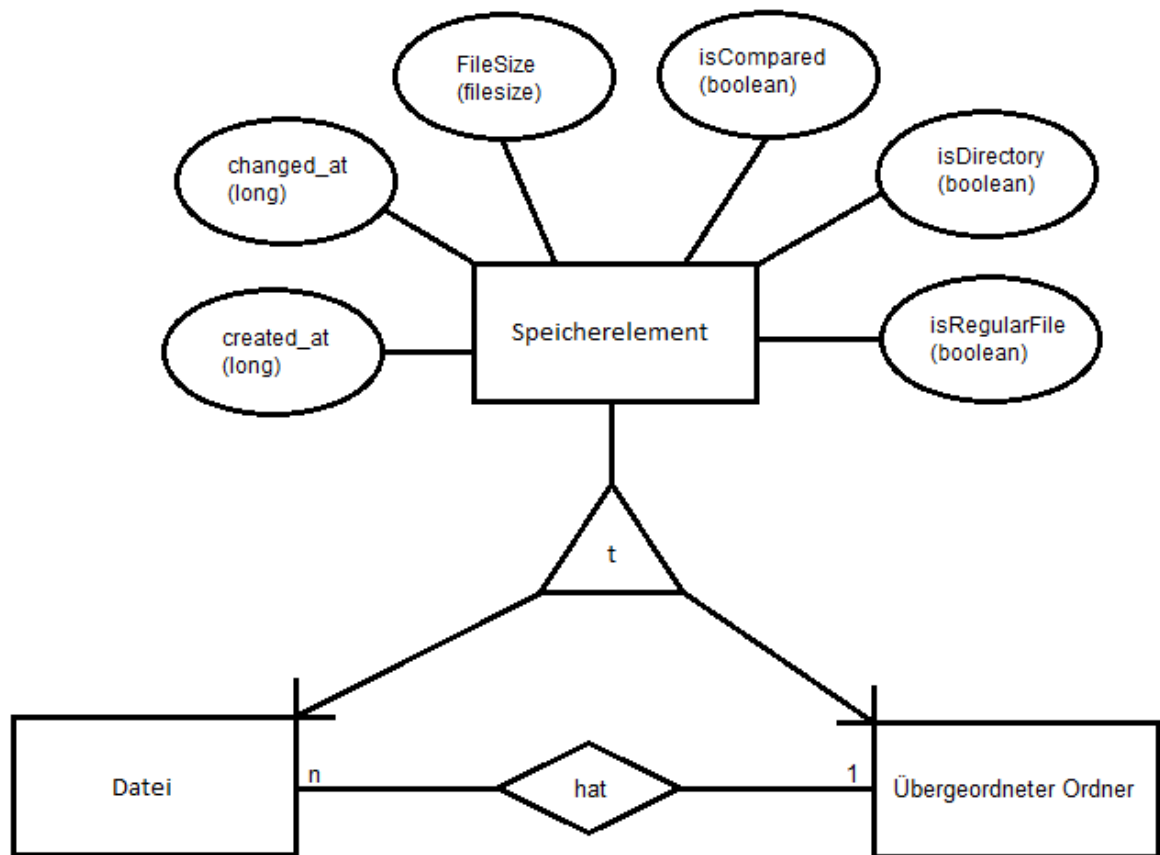 FileSize
(filesize)
isCompared
(boolean)
changed_at
(long)
isDirectory
(boolean)
created_at
(long)
Speicherelement
isRegularFile
(boolean)
t
Datei
n
hat
1
Übergeordneter Ordner